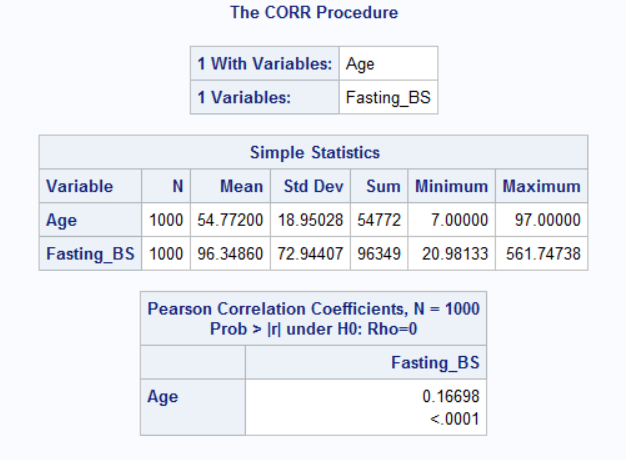 The CORR Procedure
1 With Variables: Age
1 Variables: Fasting_BS
Simple Statistics
Variable N Mean Std Dev Sum Minimum Maximum
Age 1000 54.77200 18.95028 54772 7.00000 97.00000
Fasting_BS 1000 96.34860 72.94407 96349 20.98133 561.74738
Pearson Correlation Coefficients, N = 1000
Prob > |r| under H0: Rho=0
Fasting_BS
Age 0.16698
<.0001